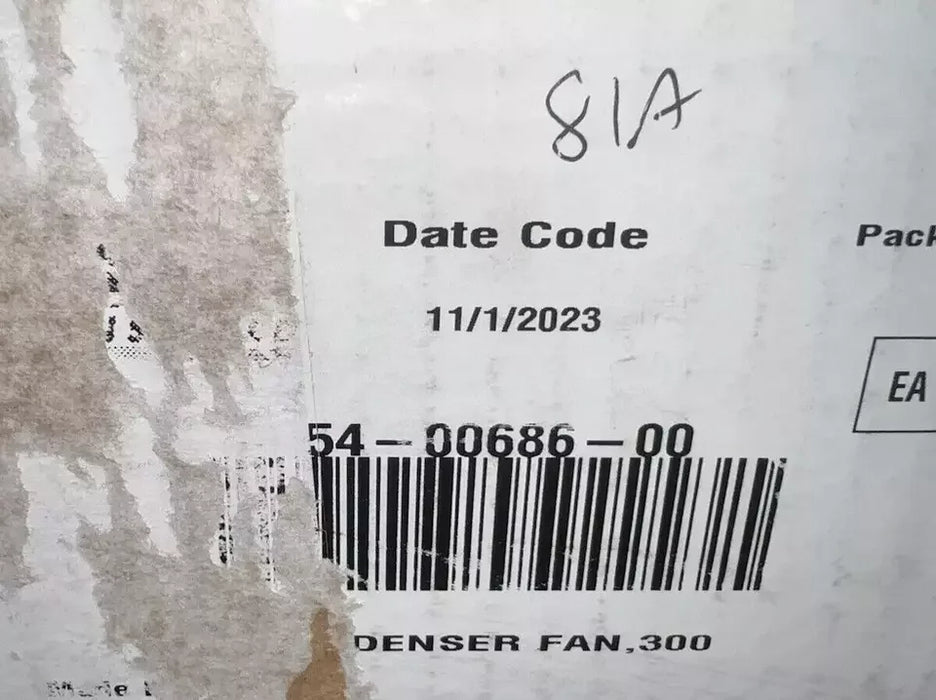 81A
Date Code
Pack
11/1/2023
EA
54-00686-00
DENSER FAN,300